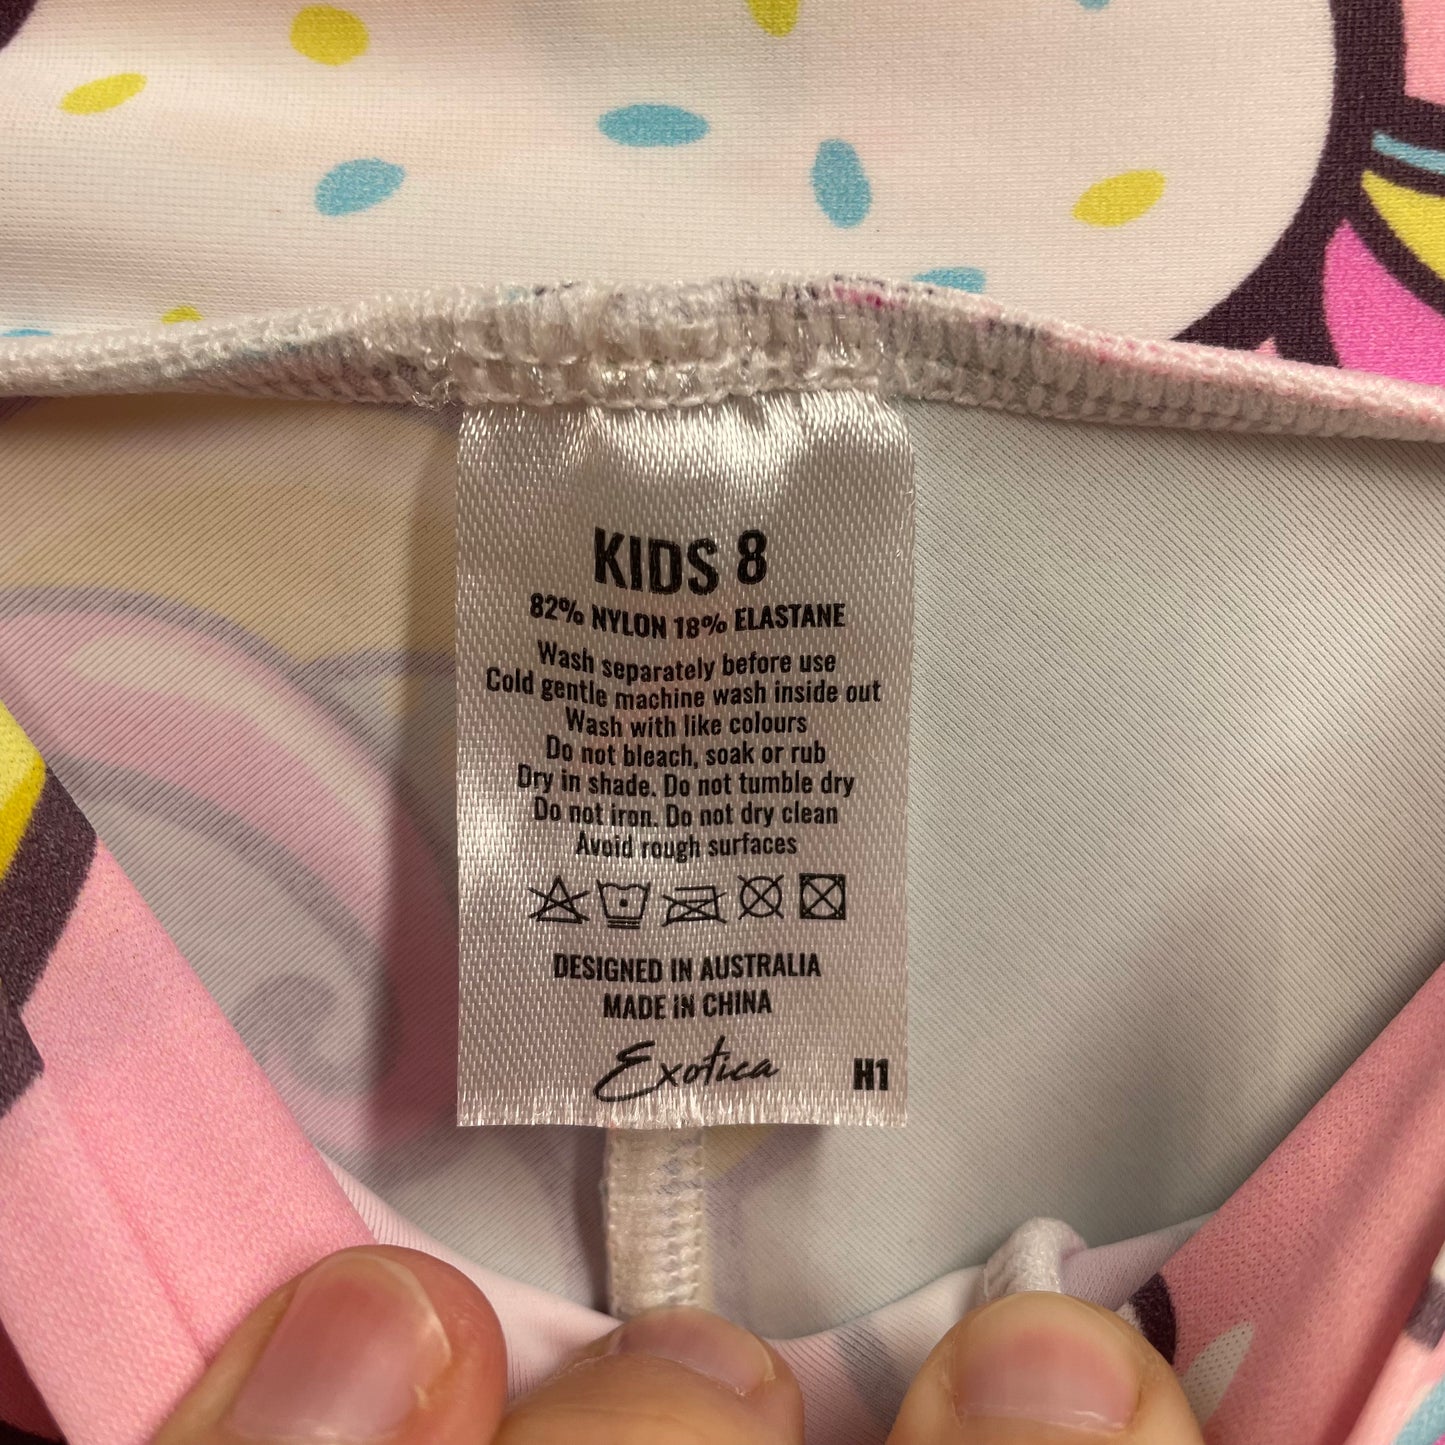 KIDS 8
82% NYLON 18% ELASTANE
Wash separately before use
Cold gentle machine wash inside out
Wash with like colours
Do not bleach, soak or rub
Dry in shade. Do not tumble dry
Do not iron. Do not dry clean
Avoid rough surfaces
DESIGNED IN AUSTRALIA
MADE IN CHINA
Exotica H1